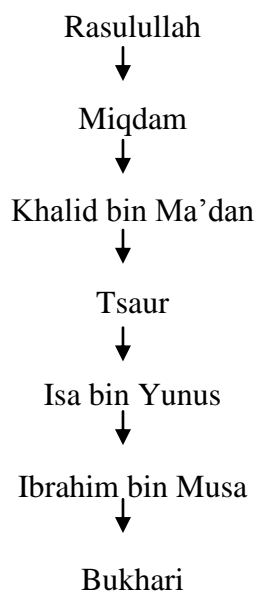 Rasulullah
Miqdam
Khalid bin Ma’dan
Tsaur
Isa bin Yunus
Ibrahim bin Musa
Bukhari